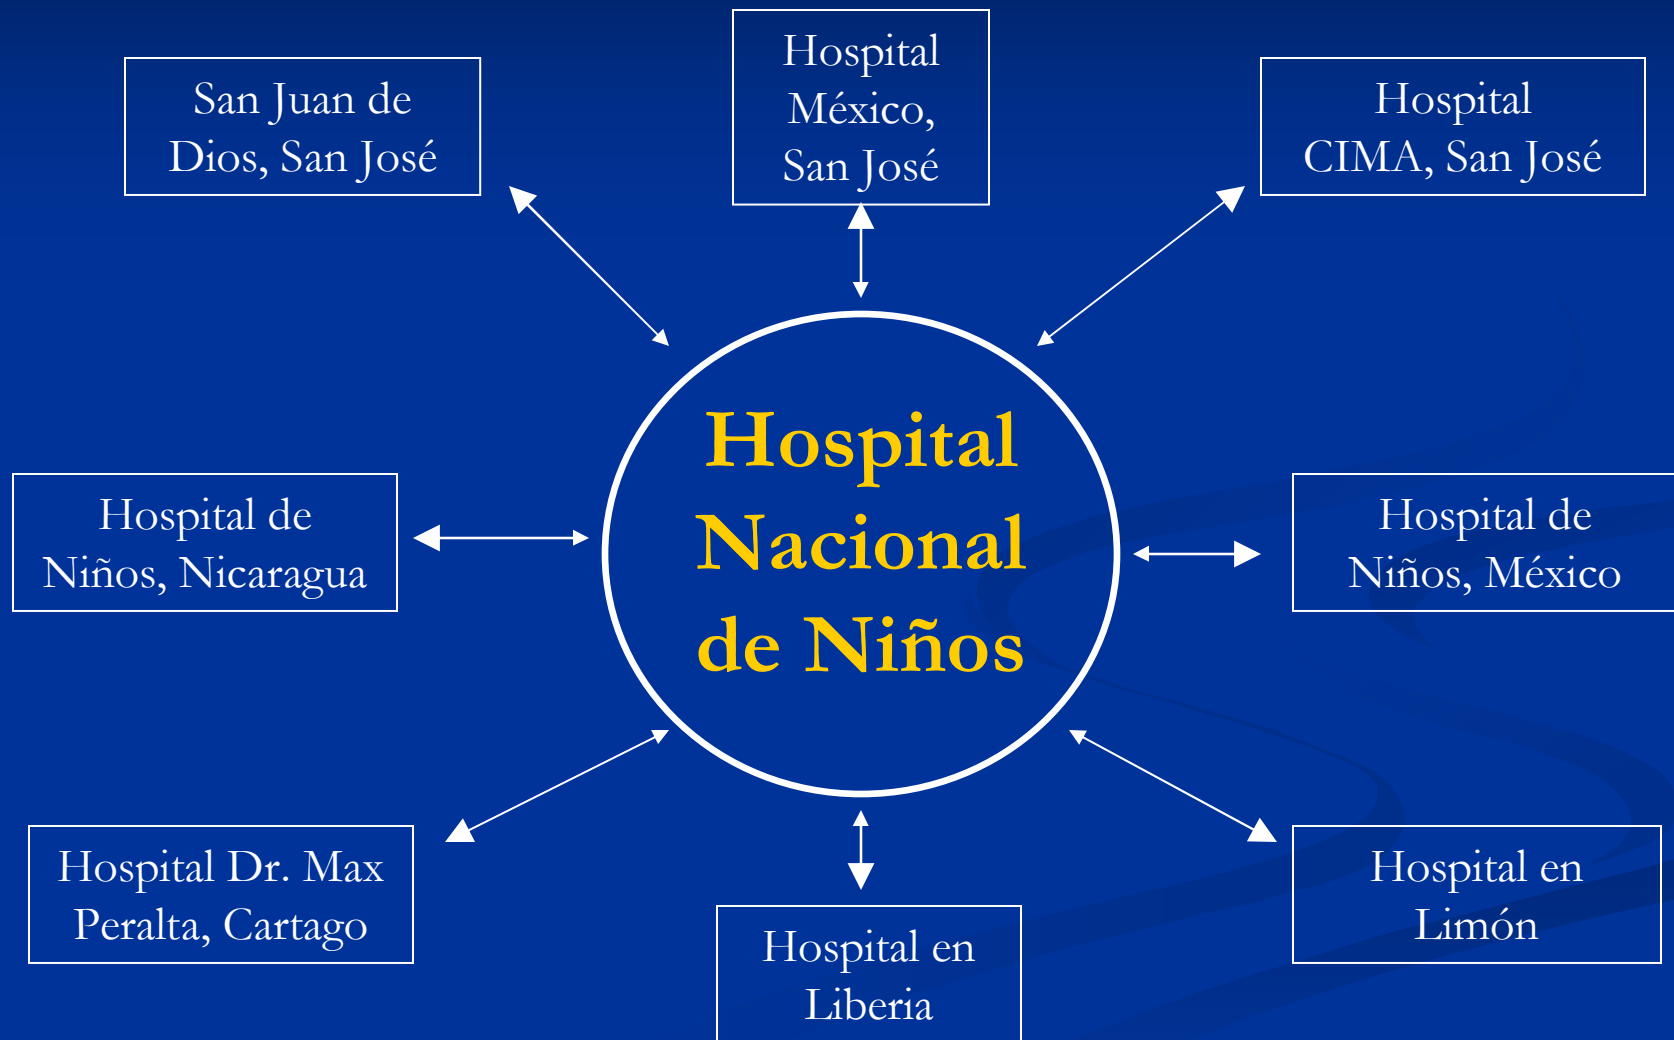 Hospital
México,
San José
San Juan de
Dios, San José
Hospital
CIMA, San José
Hospital
Nacional
de Niños
Hospital de
Niños, Nicaragua
Hospital de
Niños, México
Hospital Dr. Max
Peralta, Cartago
Hospital en
Liberia
Hospital en
Limón